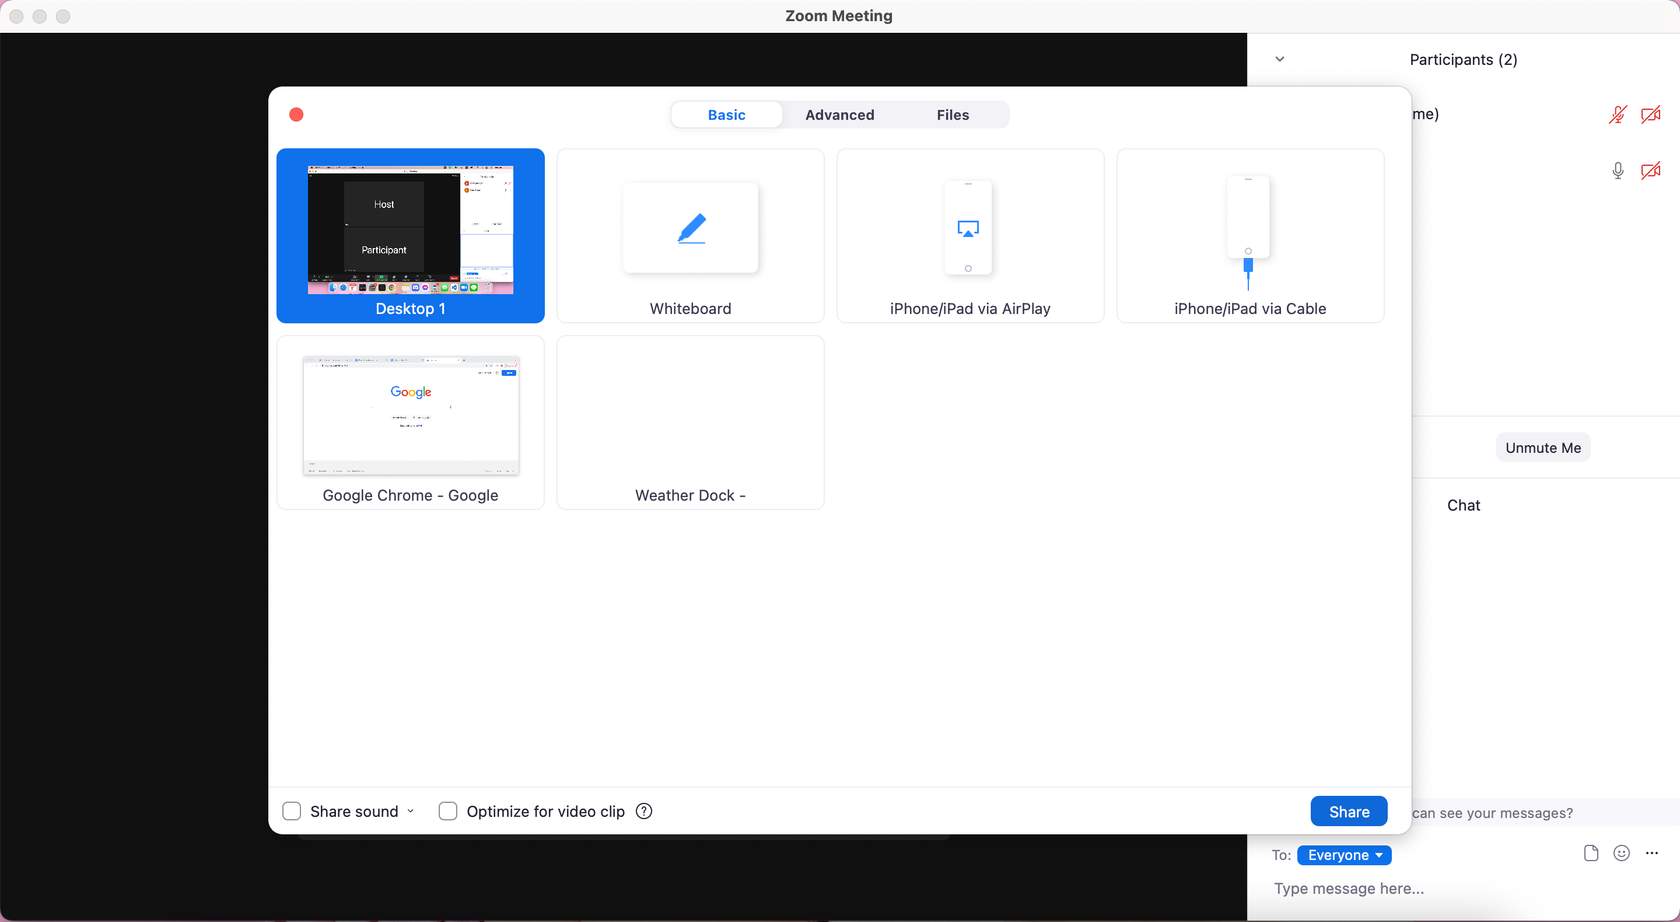 Zoom Meeting
Participants (2)
Basic
Advanced
Files
me)
Host
Participant
Desktop 1
Whiteboard
iPhone/iPad via AirPlay
iPhone/iPad via Cable
Google
Google Chrome - Google
Weather Dock -
Unmute Me
Chat
Share sound
Optimize for video clip
?
Share
can see your messages?
To: Everyone
Type message here...